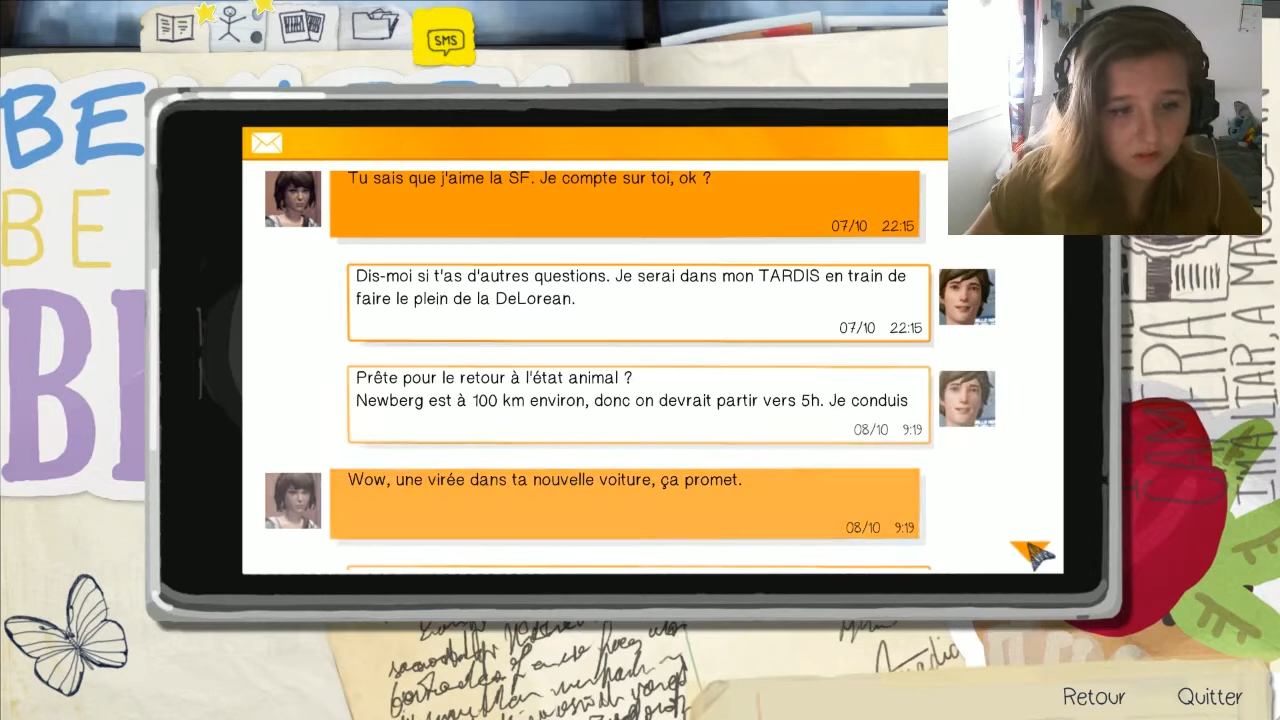 SMS
BE
BE
Tu sais que j'aime la SF. Je compte sur toi, ok ?
07/10 22:15
Dis-moi si t'as d'autres questions. Je serai dans mon TARDIS en train de
faire le plein de la DeLorean.
07/10 22:15
Prête pour le retour à l'état animal ?
Newberg est à 100 km environ, donc on devrait partir vers 5h. Je conduis
08/10 9:19
Wow, une virée dans ta nouvelle voiture, ça promet.
08/10 9:19
CAMERA
Retour Quitter